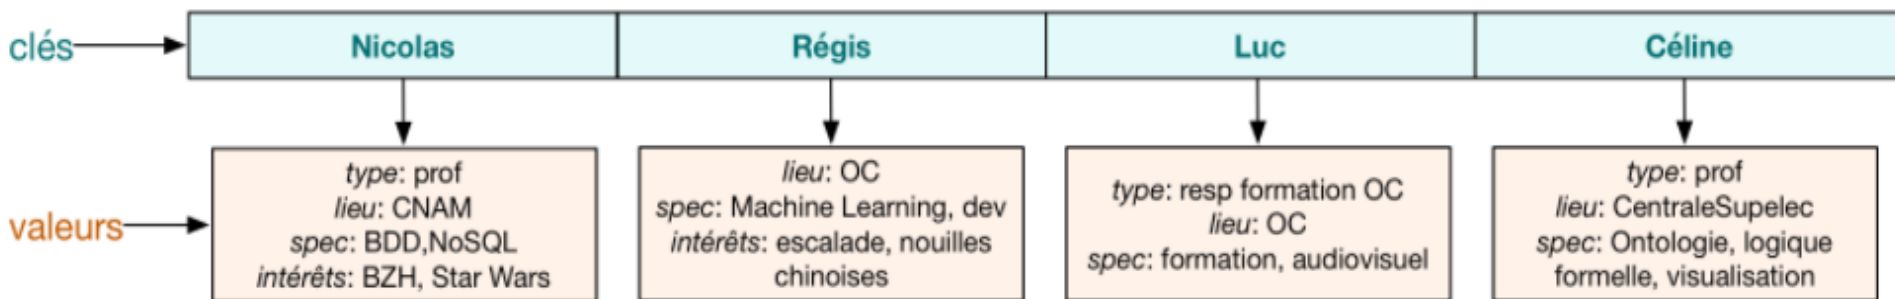 clés
Nicolas
Régis
Luc
Céline
valeurs
type: prof
lieu: CNAM
spec: BDD,NoSQL
intérêts: BZH, Star Wars
lieu: OC
spec: Machine Learning, dev
intérêts: escalade, nouilles
chinoises
type: resp formation OC
lieu: OC
spec: formation, audiovisuel
type: prof
lieu: CentraleSupelec
spec: Ontologie, logique
formelle, visualisation